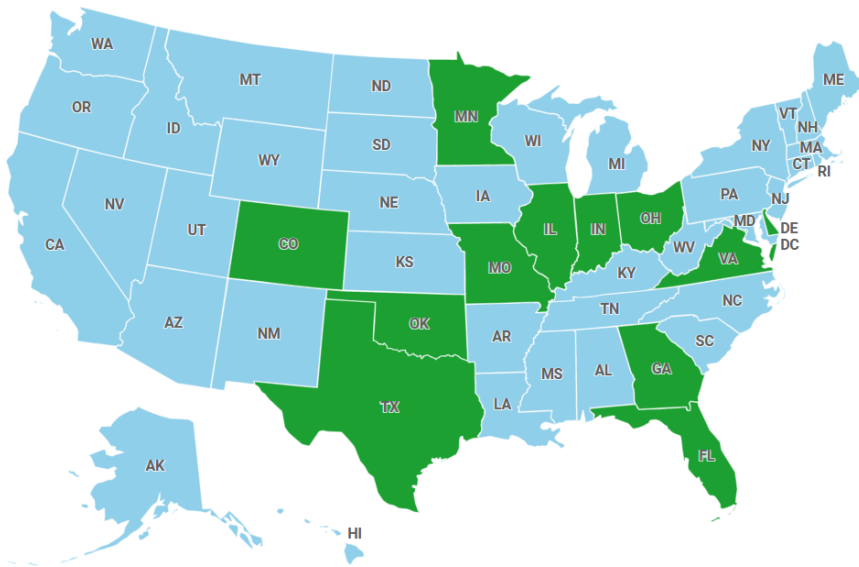 WA
MT
ND
MN
ME
OR
ID
SD
WI
MI
VT
NH
NY
MA
CT
RI
WY
NV
NE
IA
PA
NJ
UT
CO
IL
IN
OH
MD
DE
DC
CA
KS
MO
KY
WV
VA
AZ
NM
OK
AR
TN
NC
SC
TX
LA
MS
AL
GA
AK
FL
HI